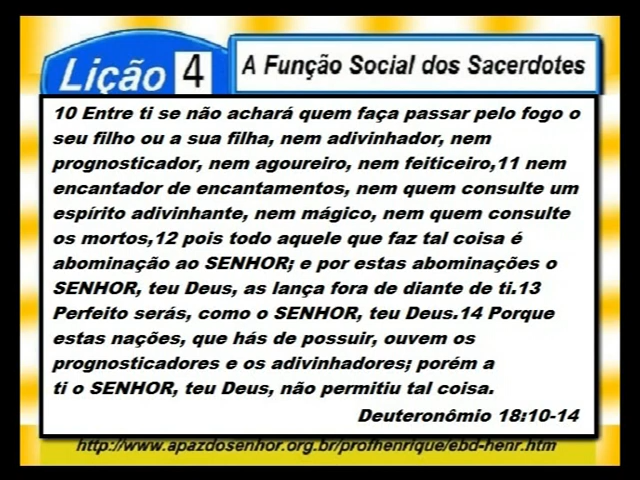 Lição 4
A Função Social dos Sacerdotes
10 Entre ti se não achará quem faça passar pelo fogo o
seu filho ou a sua filha, nem adivinhador, nem
prognosticador, nem agoureiro, nem feiticeiro,11 nem
encantador de encantamentos, nem quem consulte um
espírito adivinhante, nem mágico, nem quem consulte
os mortos,12 pois todo aquele que faz tal coisa é
abominação ao SENHOR; e por estas abominações o
SENHOR, teu Deus, as lança fora de diante de ti.13
Perfeito serás, como o SENHOR, teu Deus.14 Porque
estas nações, que hás de possuir, ouvem os
prognosticadores e os adivinhadores; porém a
ti o SENHOR, teu Deus, não permitiu tal coisa.
Deuteronômio 18:10-14
http://www.apazdosenhor.org.br/profhenrique/ebd-henr.htm